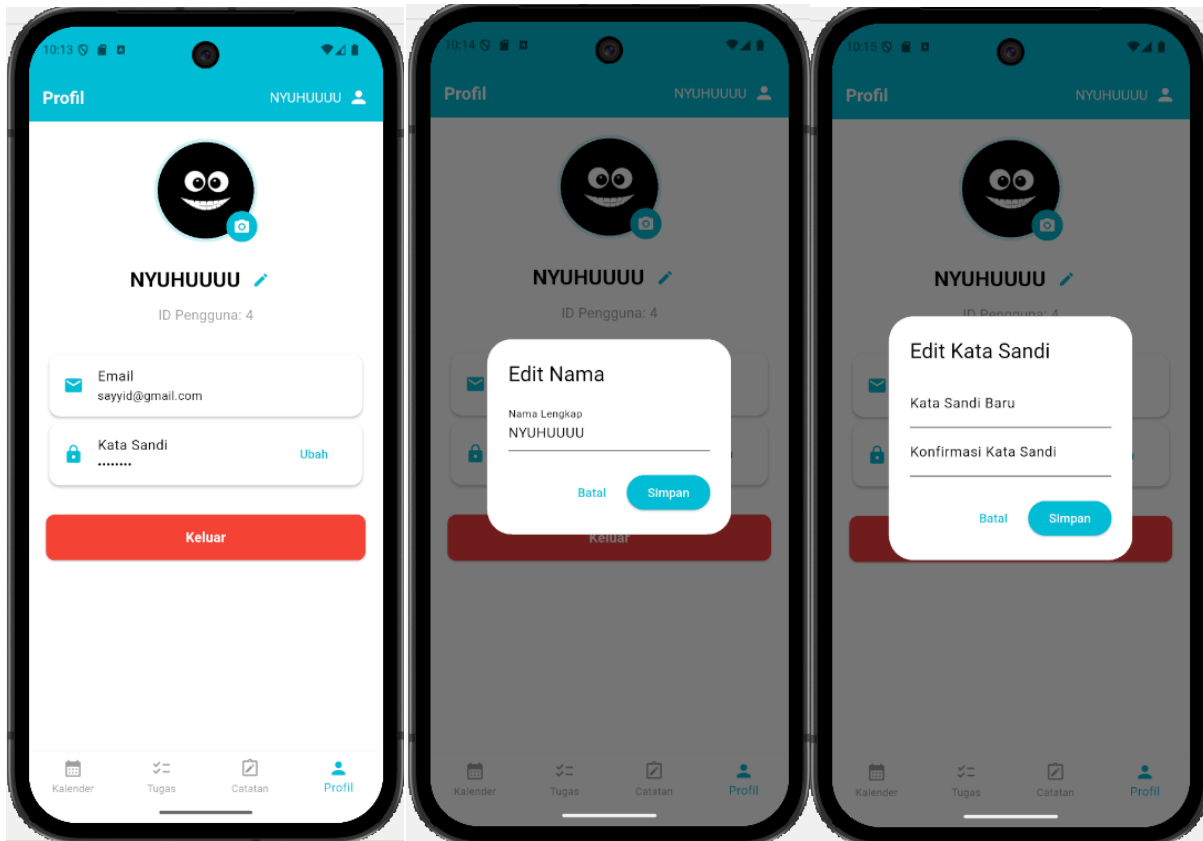 10:13
Profil
NYUHUUUU
NYUHUUUU
ID Pengguna: 4
Email
sayyid@gmail.com
Kata Sandi
••••••••
Ubah
Keluar
Kalender
Tugas
Catatan
Profil
10:14
Profil
NYUHUUUU
NYUHUUUU
ID Pengguna: 4
Edit Nama
Nama Lengkap
NYUHUUUU
Batal
Simpan
Keluar
Kalender
Tugas
Catatan
Profil
10:15
Profil
NYUHUUUU
NYUHUUUU
ID Pengguna: 4
Edit Kata Sandi
Kata Sandi Baru
Konfirmasi Kata Sandi
Batal
Simpan
Kalender
Tugas
Catatan
Profil